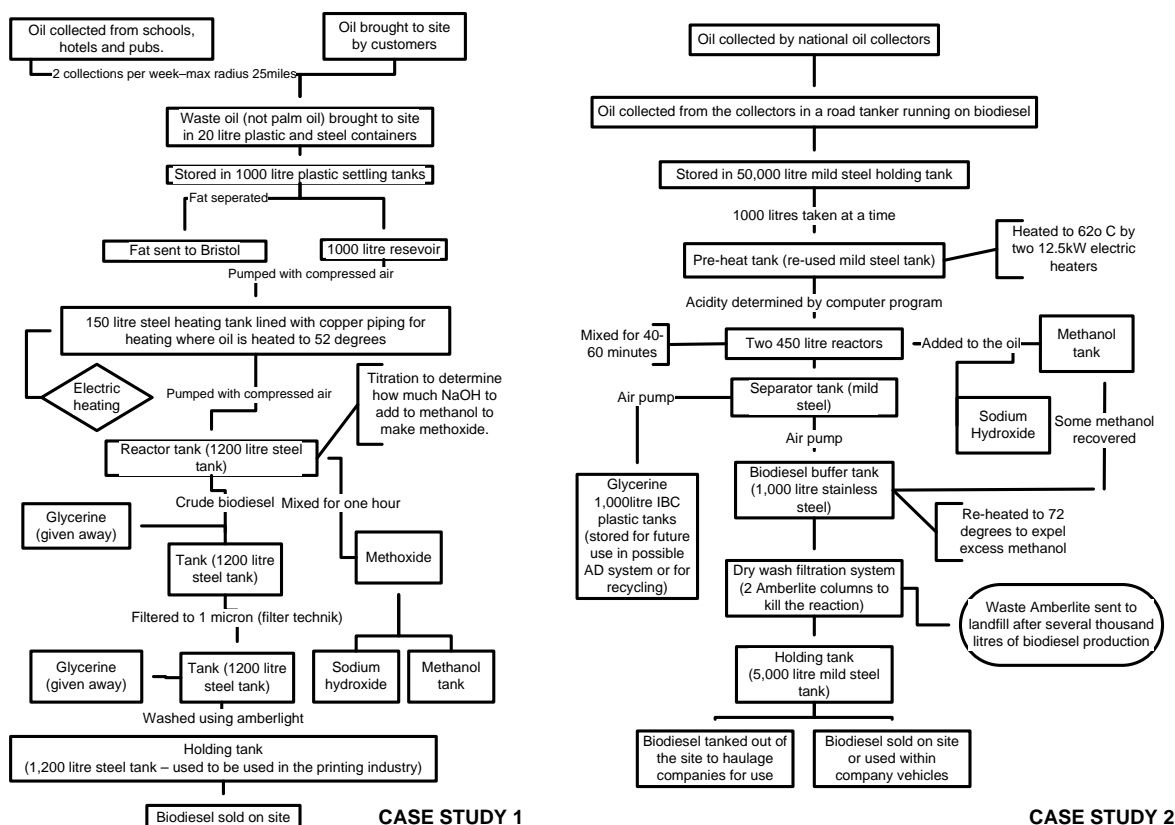 Oil collected from schools,
hotels and pubs.
Oil brought to site
by customers
2 collections per week–max radius 25miles
Waste oil (not palm oil) brought to site
in 20 litre plastic and steel containers
Stored in 1000 litre plastic settling tanks
Fat seperated
Fat sent to Bristol
1000 litre resevoir
Pumped with compressed air
150 litre steel heating tank lined with copper piping for
heating where oil is heated to 52 degrees
Electric
heating
Pumped with compressed air
Titration to determine
how much NaOH to
add to methanol to
make methoxide.
Reactor tank (1200 litre steel
tank)
Crude biodiesel
Mixed for one hour
Glycerine
(given away)
Tank (1200 litre
steel tank)
Methoxide
Filtered to 1 micron (filter technik)
Glycerine
(given away)
Tank (1200 litre
steel tank)
Sodium
hydroxide
Methanol
tank
Washed using amberlight
Holding tank
(1,200 litre steel tank – used to be used in the printing industry)
Biodiesel sold on site
CASE STUDY 1
Oil collected by national oil collectors
Oil collected from the collectors in a road tanker running on biodiesel
Stored in 50,000 litre mild steel holding tank
1000 litres taken at a time
Pre-heat tank (re-used mild steel tank)
Heated to 62o C by
two 12.5kW electric
heaters
Acidity determined by computer program
Mixed for 40-
60 minutes
Two 450 litre reactors
Added to the oil
Methanol
tank
Air pump
Separator tank (mild
steel)
Sodium
Hydroxide
Some methanol
recovered
Air pump
Glycerine
1,000litre IBC
plastic tanks
(stored for future
use in possible
AD system or for
recycling)
Biodiesel buffer tank
(1,000 litre stainless
steel)
Re-heated to 72
degrees to expel
excess methanol
Dry wash filtration system
(2 Amberlite columns to
kill the reaction)
Waste Amberlite sent to
landfill after several thousand
litres of biodiesel production
Holding tank
(5,000 litre mild steel
tank)
Biodiesel tanked out of
the site to haulage
companies for use
Biodiesel sold on site
or used within
company vehicles
CASE STUDY 2